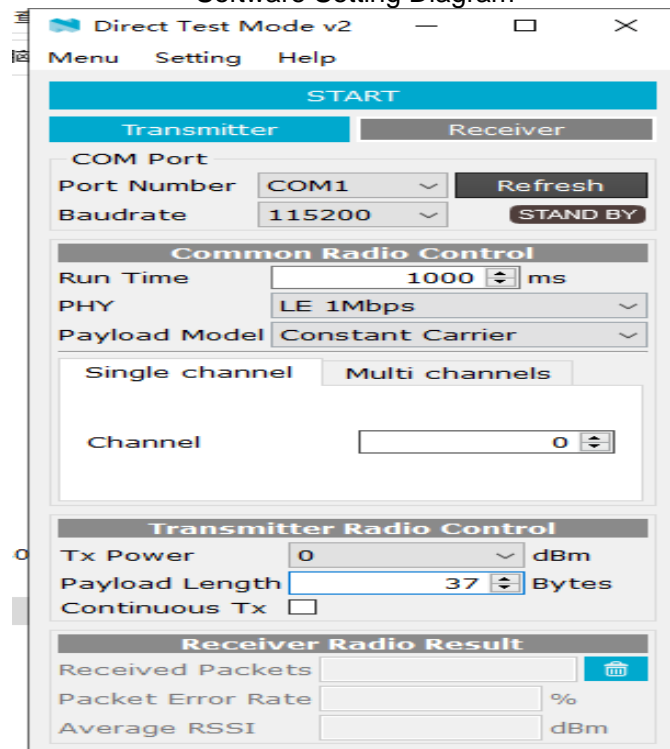 Software Setting Diagram
Direct Test Mode v2
Menu Setting Help
START
Transmitter Receiver
COM Port
Port Number COM1 Refresh
Baudrate 115200 STAND BY
Common Radio Control
Run Time 1000 ms
PHY LE 1Mbps
Payload Model Constant Carrier
Single channel Multi channels
Channel 0
Transmitter Radio Control
Tx Power 0 dBm
Payload Length 37 Bytes
Continuous Tx
Receiver Radio Result
Received Packets
Packet Error Rate %
Average RSSI dBm